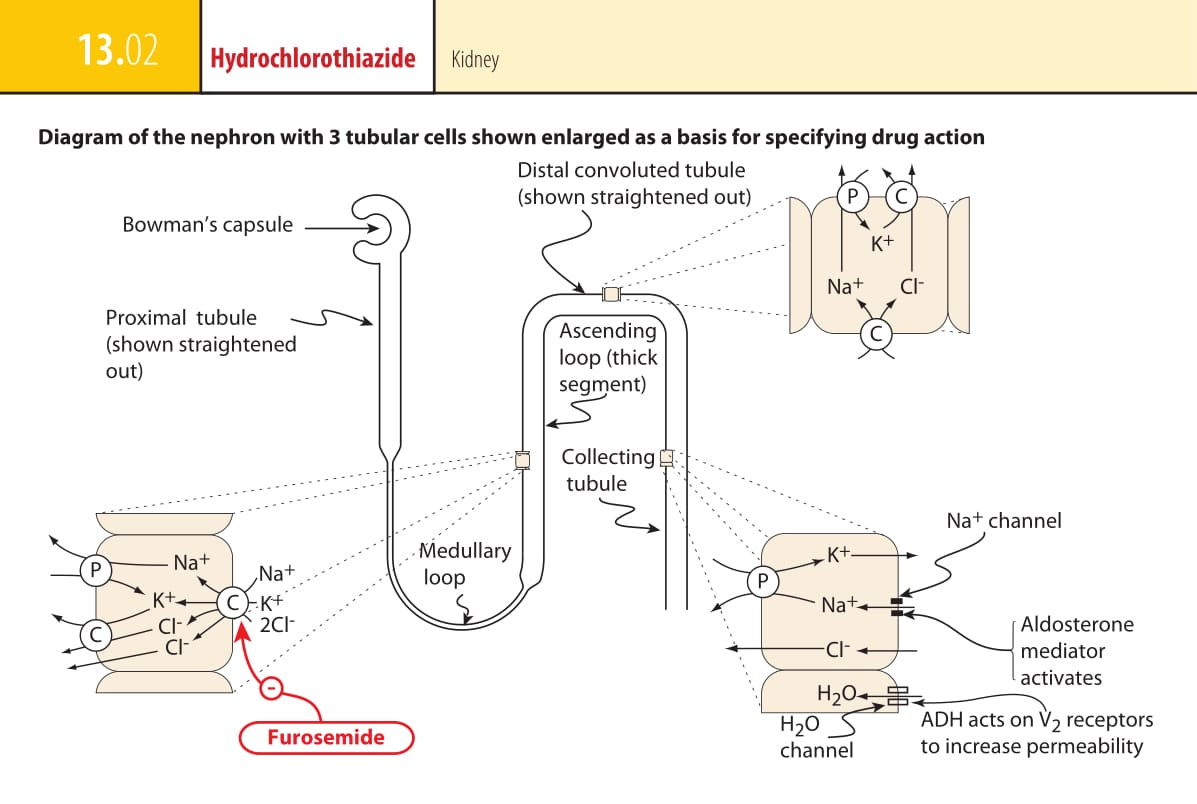 13.02
Hydrochlorothiazide
Kidney
Diagram of the nephron with 3 tubular cells shown enlarged as a basis for specifying drug action
Distal convoluted tubule
(shown straightened out)
Bowman's capsule
Proximal tubule
(shown straightened
out)
Ascending
loop (thick
segment)
Collecting
tubule
Medullary
loop
P
C
K+
Na+
Cl-
C
P
Na+
K+
Cl-
Cl-
C
C
Na+
K+
2Cl-
-
Furosemide
P
K+
Na+
Cl-
H2O
Na+ channel
Aldosterone
mediator
activates
H2O
channel
ADH acts on V2 receptors
to increase permeability